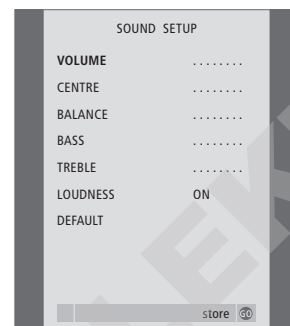 SOUND SETUP
VOLUME ........
CENTRE ........
BALANCE ........
BASS ........
TREBLE ........
LOUDNESS ON
DEFAULT
store GO